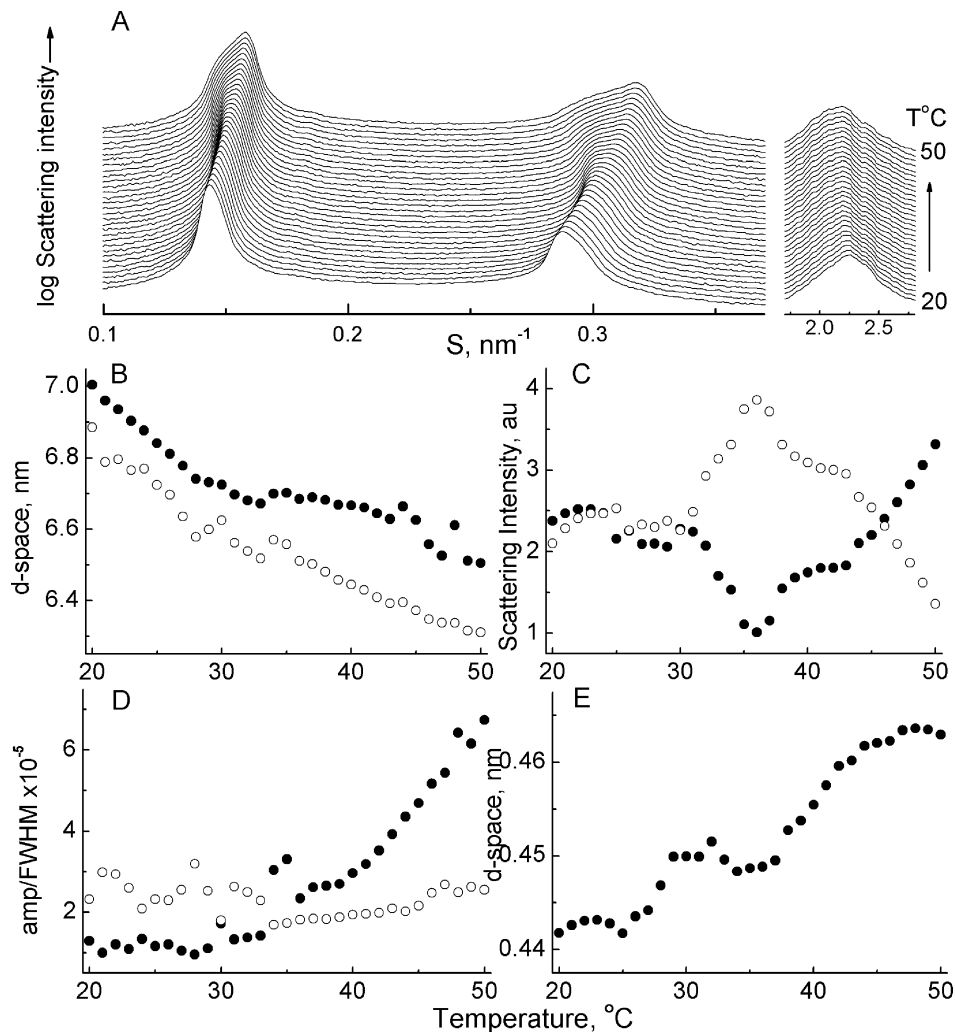 A
log Scattering intensity
T°C
50
20
0.1 0.2 0.3 2.0 2.5
S, nm⁻¹
B
7.0
6.8
6.6
6.4
d-space, nm
20 30 40 50
C
4
3
2
1
Scattering Intensity, au
20 30 40 50
D
6
4
2
amp/FWHM x10⁻⁵
20 30 40 50
E
0.46
0.45
0.44
d-space, nm
20 30 40 50
Temperature, °C